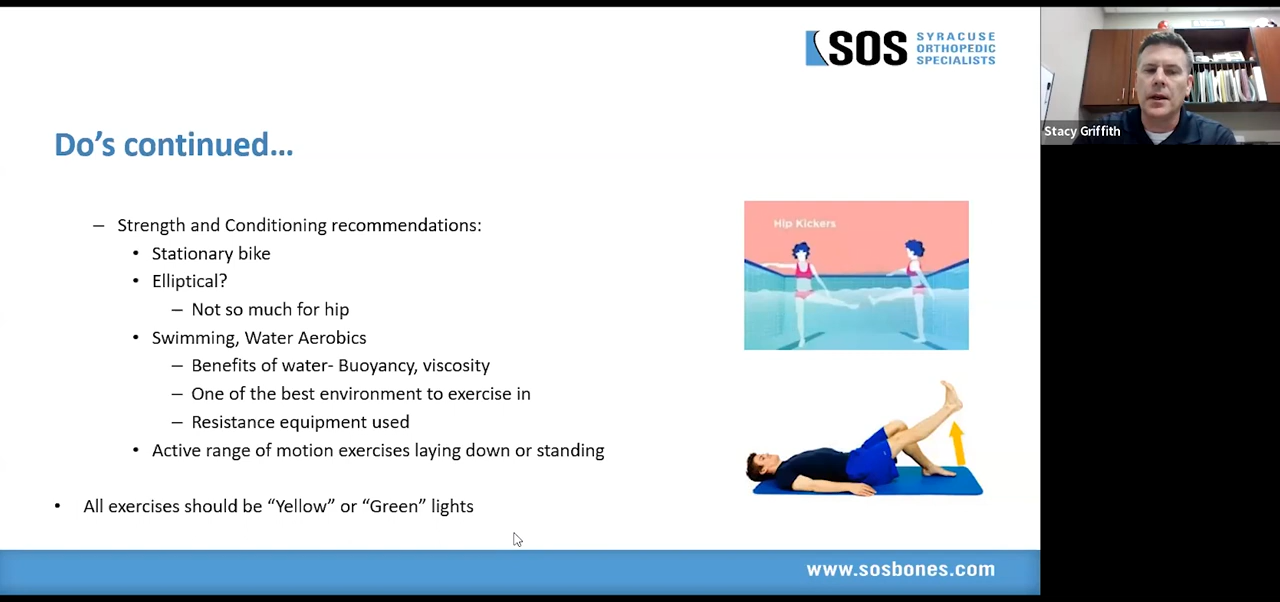 SOS SYRACUSE
ORTHOPEDIC
SPECIALISTS
Stacy Griffith
Do's continued...
– Strength and Conditioning recommendations:
• Stationary bike
• Elliptical?
– Not so much for hip
• Swimming, Water Aerobics
– Benefits of water- Buoyancy, viscosity
– One of the best environment to exercise in
– Resistance equipment used
• Active range of motion exercises laying down or standing
• All exercises should be “Yellow” or “Green” lights
Hip Kickers
www.sosbones.com